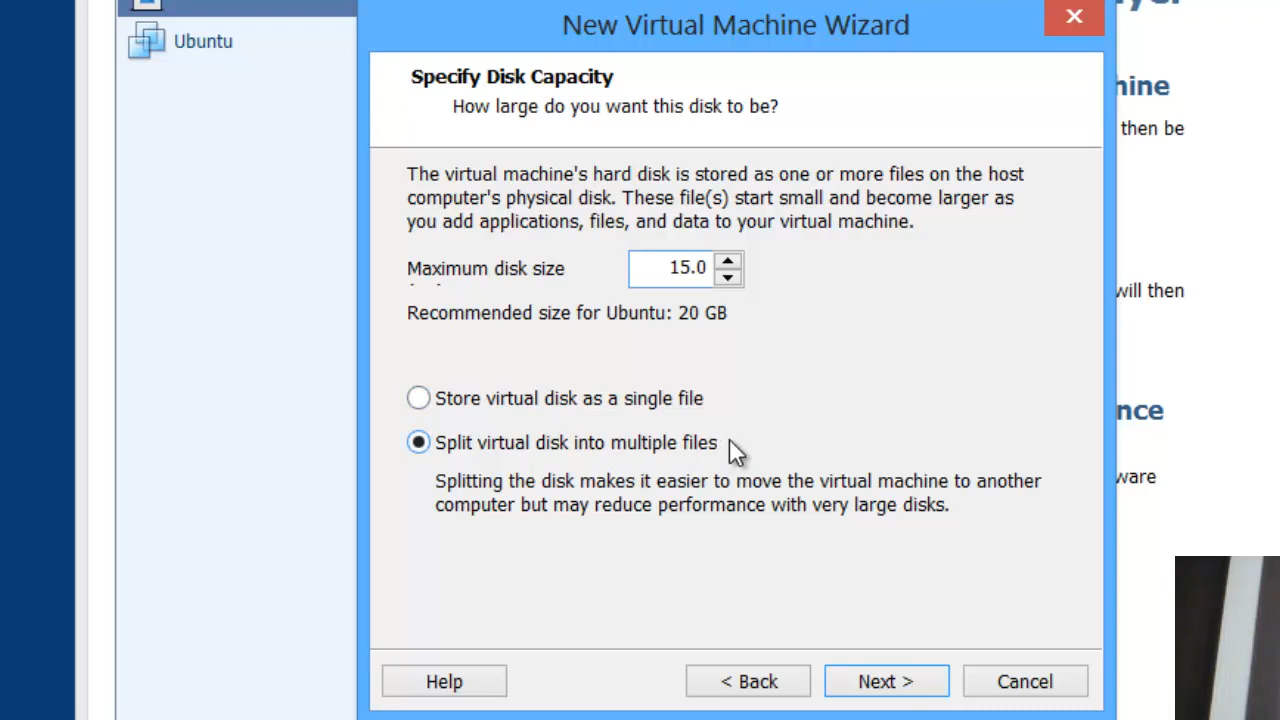 New Virtual Machine Wizard
Ubuntu
Specify Disk Capacity
How large do you want this disk to be?
The virtual machine's hard disk is stored as one or more files on the host
computer's physical disk. These file(s) start small and become larger as
you add applications, files, and data to your virtual machine.
Maximum disk size
15.0
Recommended size for Ubuntu: 20 GB
Store virtual disk as a single file
Split virtual disk into multiple files
Splitting the disk makes it easier to move the virtual machine to another
computer but may reduce performance with very large disks.
Help
< Back
Next >
Cancel
hine
then be
will then
nce
ware